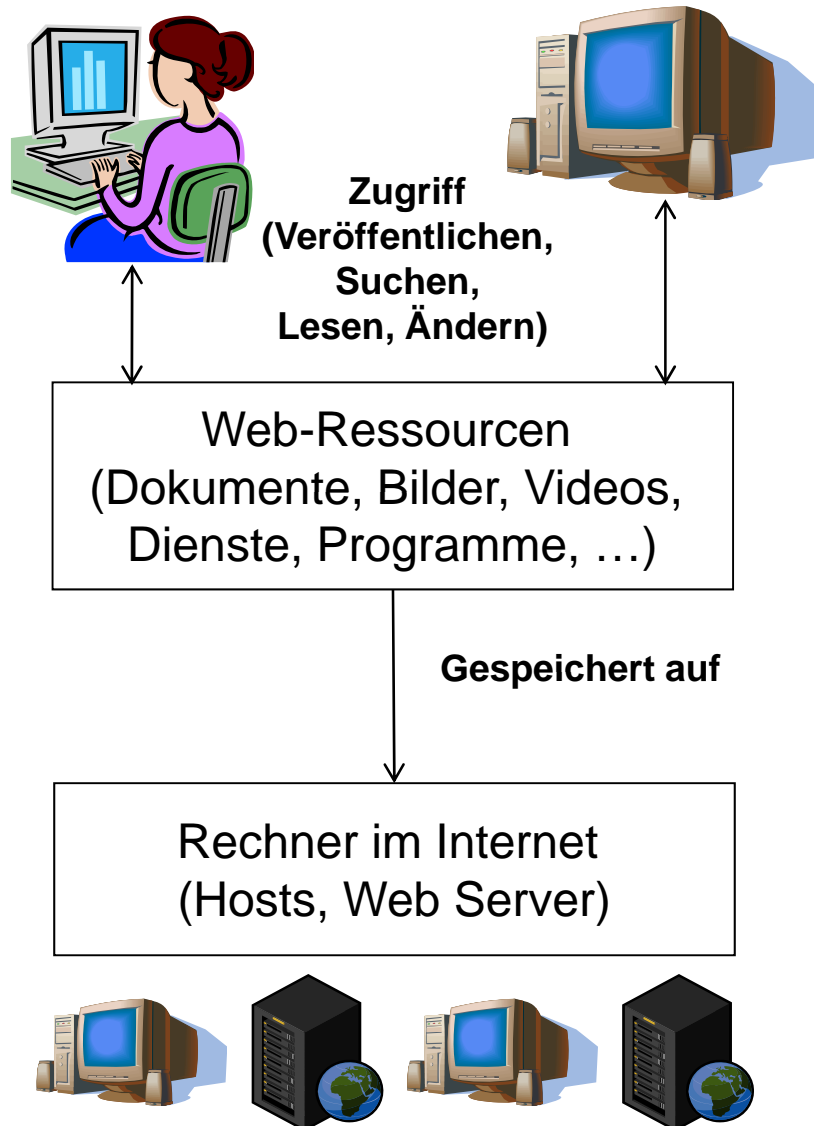 Zugriff
(Veröffentlichen,
Suchen,
Lesen, Ändern)
Web-Ressourcen
(Dokumente, Bilder, Videos,
Dienste, Programme, …)
Gespeichert auf
Rechner im Internet
(Hosts, Web Server)